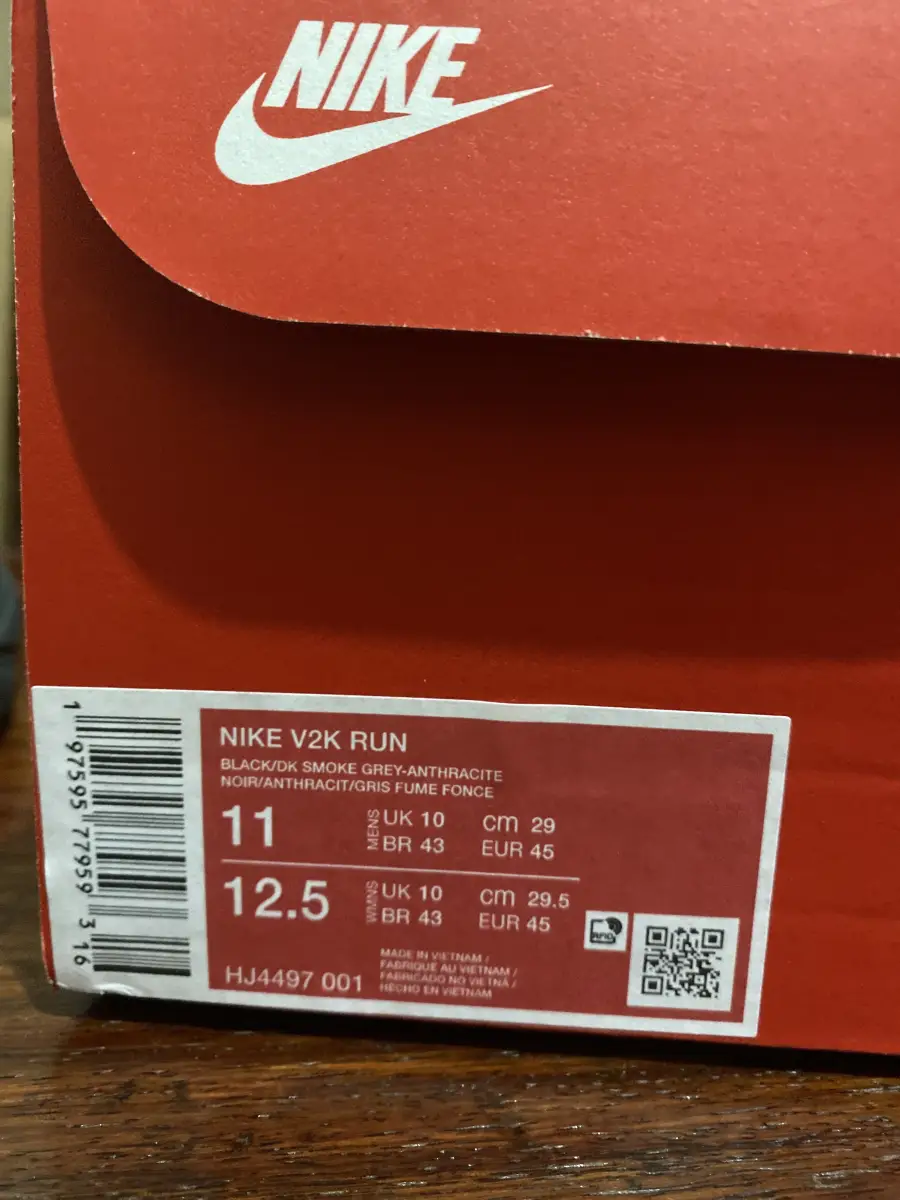 NIKE
NIKE V2K RUN
BLACK/DK SMOKE GREY-ANTHRACITE
NOIR/ANTHRACIT/GRIS FUME FONCE
11
MENS
UK 10 cm 29
BR 43 EUR 45
12.5
WMNS
UK 10 cm 29.5
BR 43 EUR 45
HJ4497 001
MADE IN VIETNAM /
FABRIQUE AU VIETNAM /
FABRICADO NO VIETNÃ /
HECHO EN VIETNAM
RFID
1 97595 77959 3 16